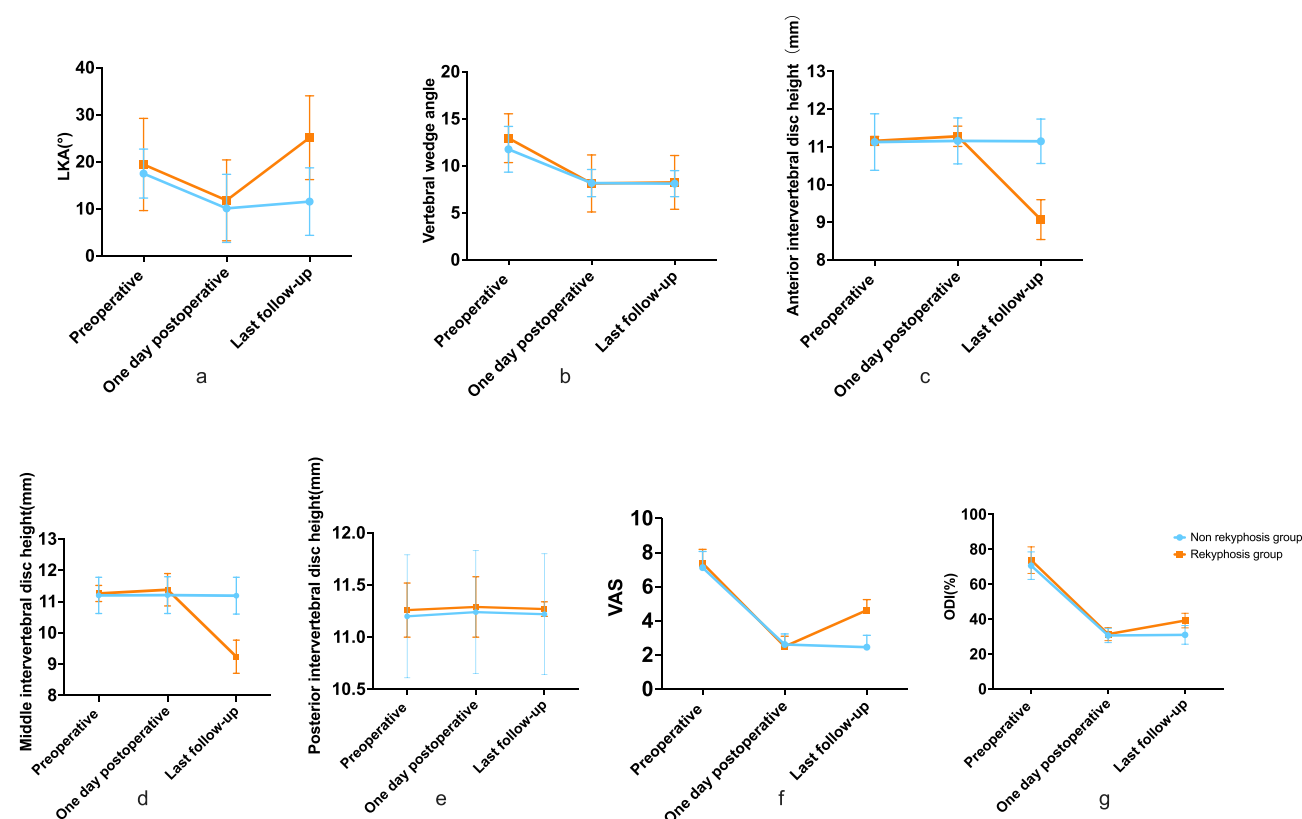 LKA(°)
40
30
20
10
0
Preoperative
One day postoperative
Last follow-up
a
Vertebral wedge angle
20
15
10
5
0
Preoperative
One day postoperative
Last follow-up
b
Anterior intervertebral disc height（mm）
13
12
11
10
9
8
Preoperative
One day postoperative
Last follow-up
c
Middle intervertebral disc height(mm)
13
12
11
10
9
8
Preoperative
One day postoperative
Last follow-up
d
Posterior intervertebral disc height(mm)
12.0
11.5
11.0
10.5
Preoperative
One day postoperative
Last follow-up
e
VAS
10
8
6
4
2
0
Preoperative
One day postoperative
Last follow-up
f
ODI(%)
100
80
60
40
20
0
Preoperative
One day postoperative
Last follow-up
g
Non rekyphosis group
Rekyphosis group